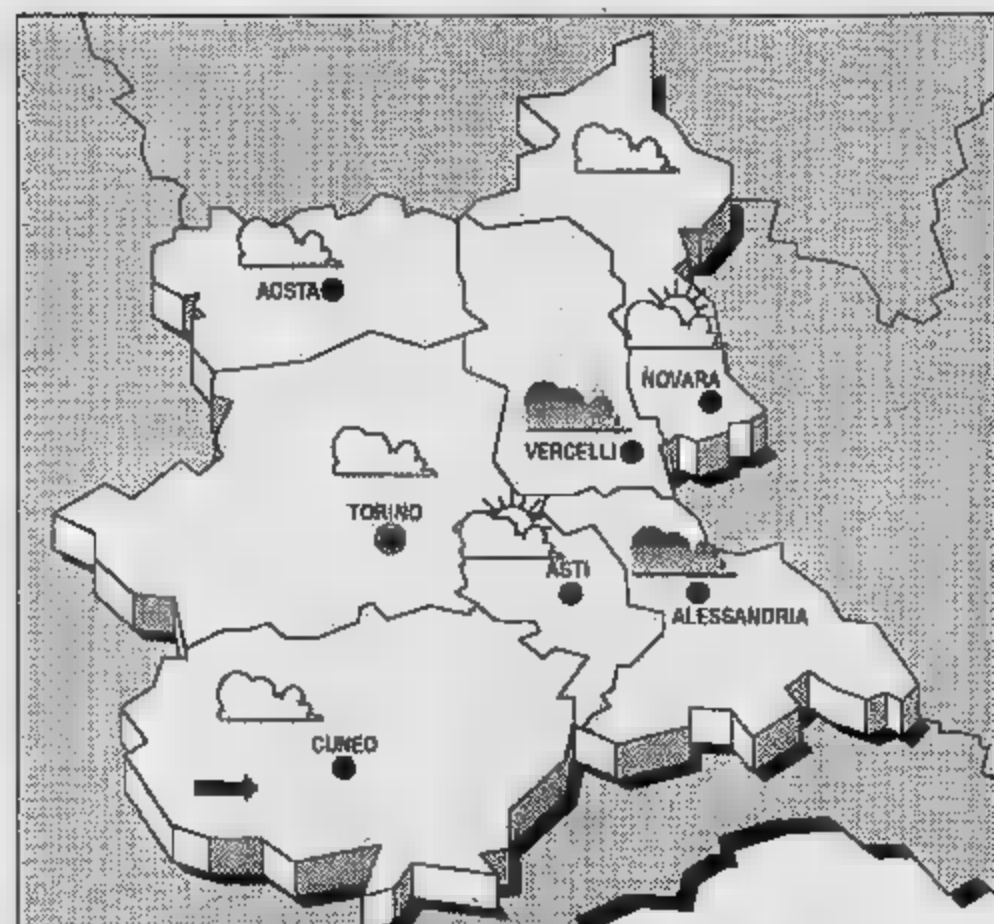 AOSTA
NOVARA
VERCELLI
TORINO
ASTI
ALESSANDRIA
CUNEO